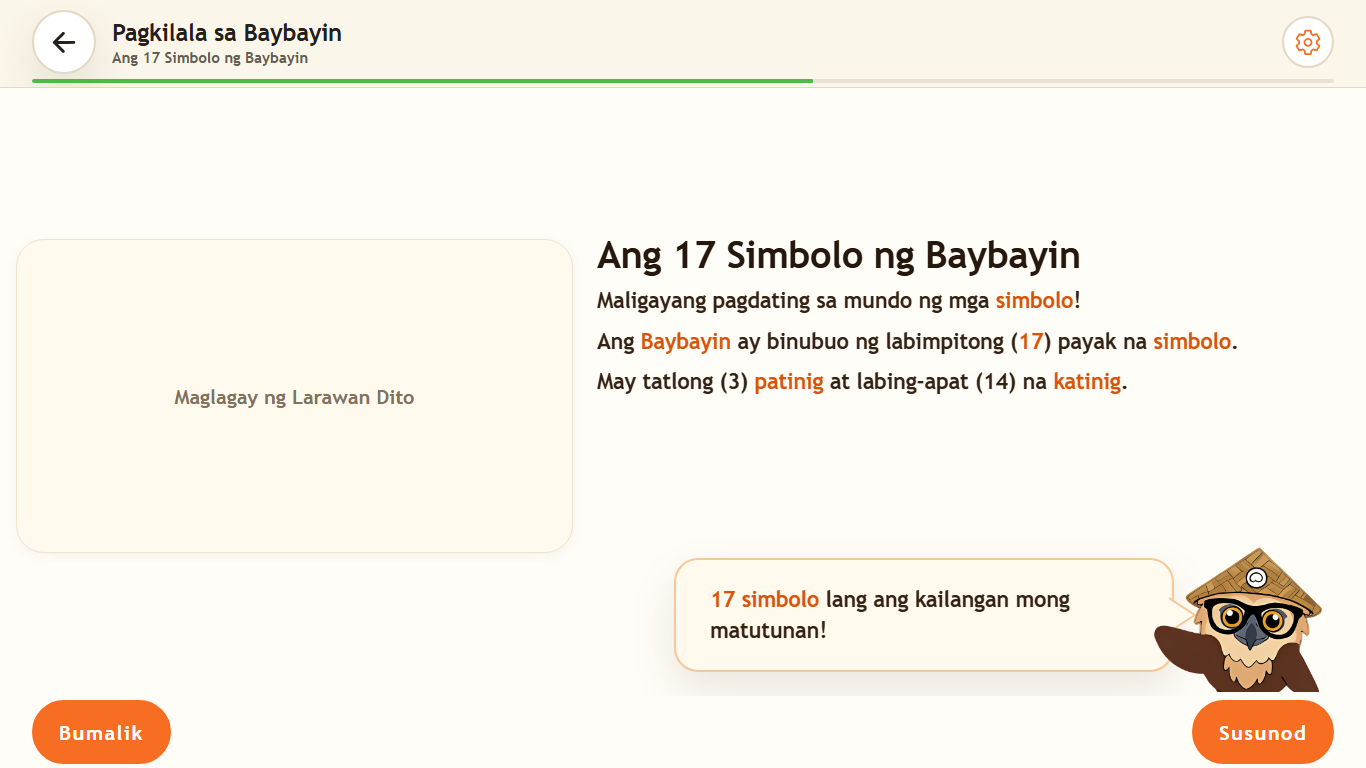 Pagkilala sa Baybayin
Ang 17 Simbolo ng Baybayin
Maglagay ng Larawan Dito
Ang 17 Simbolo ng Baybayin
Maligayang pagdating sa mundo ng mga simbolo!
Ang Baybayin ay binubuo ng labimpitong (17) payak na simbolo.
May tatlong (3) patinig at labing-apat (14) na katinig.
17 simbolo lang ang kailangan mong
matutunan!
Bumalik
Susunod